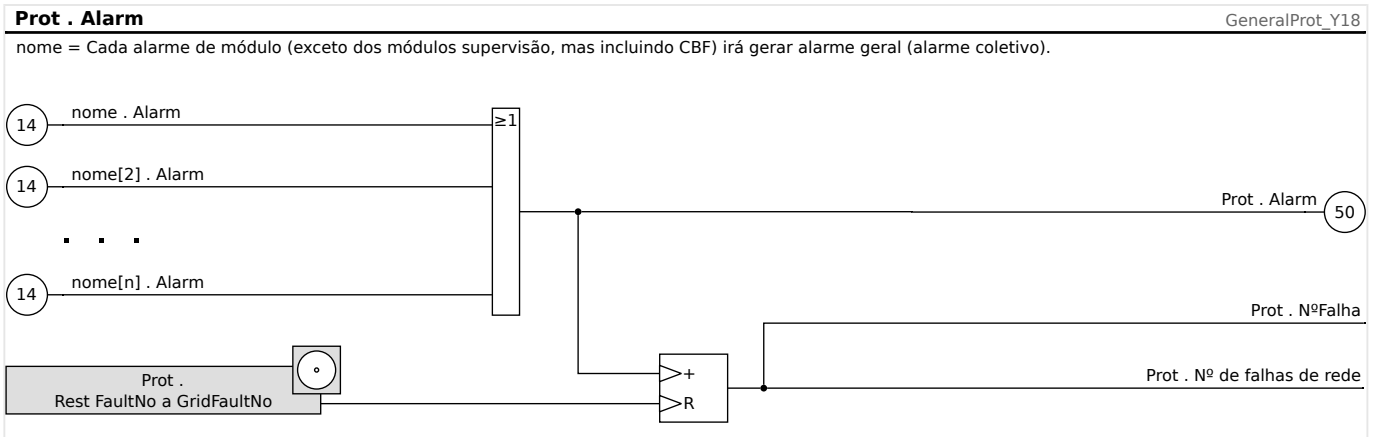 Prot . Alarm
GeneralProt_Y18
nome = Cada alarme de módulo (exceto dos módulos supervisão, mas incluindo CBF) irá gerar alarme geral (alarme coletivo).
14
nome . Alarm
≥1
14
nome[2] . Alarm
Prot . Alarm
50
. . .
14
nome[n] . Alarm
Prot . NºFalha
Prot .
Rest FaultNo a GridFaultNo
+
R
Prot . Nº de falhas de rede